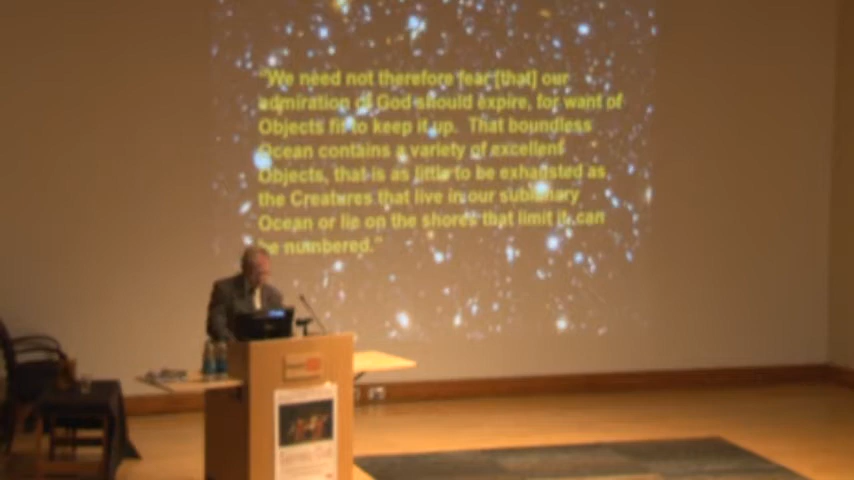 “We need not therefore fear [that] our
admiration of God should expire, for want of
Objects fit to keep it up. That boundless
Ocean contains a variety of excellent
Objects, that is as little to be exhausted as
the Creatures that live in our sublunary
Ocean or lie on the shores that limit it, can
be numbered.”